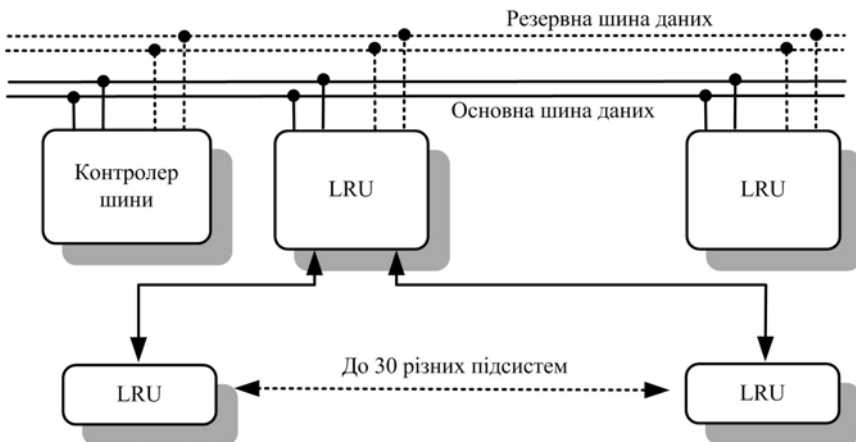 Резервна шина даних
Основна шина даних
Контролер
шини
LRU
LRU
До 30 різних підсистем
LRU
LRU